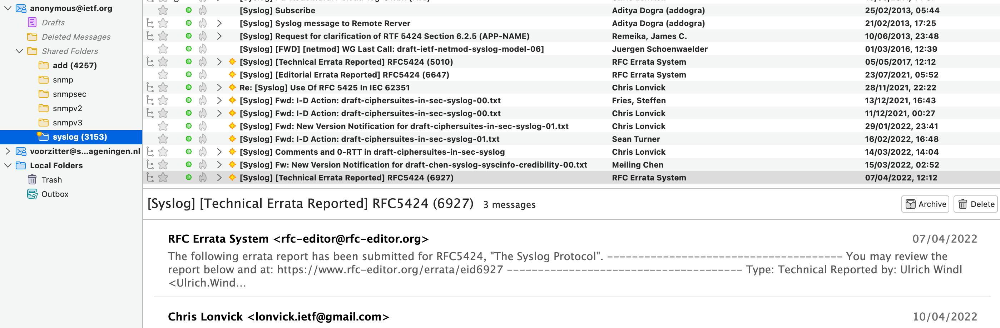 anonymous@ietf.org
Drafts
Deleted Messages
Shared Folders
add (4257)
snmp
snmpsec
snmpv2
snmpv3
syslog (3153)
voorzitter@s...ageningen.nl
Local Folders
Trash
Outbox
[Syslog] Subscribe Aditya Dogra (addogra) 25/02/2013, 05:44
[Syslog] Syslog message to Remote Rerver Aditya Dogra (addogra) 21/02/2013, 17:25
[Syslog] Request for clarification of RTF 5424 Section 6.2.5 (APP-NAME) Remeika, James C. 10/06/2013, 23:48
[Syslog] [FWD] [netmod] WG Last Call: draft-ietf-netmod-syslog-model-06] Juergen Schoenwaelder 01/03/2016, 12:39
[Syslog] [Technical Errata Reported] RFC5424 (5010) RFC Errata System 05/05/2017, 12:12
[Syslog] [Editorial Errata Reported] RFC5424 (6647) RFC Errata System 23/07/2021, 05:52
Re: [Syslog] Use Of RFC 5425 In IEC 62351 Chris Lonvick 28/11/2021, 22:22
[Syslog] Fwd: I-D Action: draft-ciphersuites-in-sec-syslog-00.txt Fries, Steffen 13/12/2021, 16:43
[Syslog] Fwd: I-D Action: draft-ciphersuites-in-sec-syslog-00.txt Chris Lonvick 11/12/2021, 00:27
[Syslog] Fwd: New Version Notification for draft-ciphersuites-in-sec-syslog-01.txt Chris Lonvick 29/01/2022, 23:41
[Syslog] Fwd: I-D Action: draft-ciphersuites-in-sec-syslog-01.txt Sean Turner 16/02/2022, 16:48
[Syslog] Comments and 0-RTT in draft-ciphersuites-in-sec-syslog Chris Lonvick 14/03/2022, 14:04
[Syslog] Fw: New Version Notification for draft-chen-syslog-syscinfo-credibility-00.txt Meiling Chen 15/03/2022, 02:52
[Syslog] [Technical Errata Reported] RFC5424 (6927) RFC Errata System 07/04/2022, 12:12
[Syslog] [Technical Errata Reported] RFC5424 (6927) 3 messages Archive Delete
RFC Errata System <rfc-editor@rfc-editor.org> 07/04/2022
The following errata report has been submitted for RFC5424, "The Syslog Protocol". -------------------------------------- You may review the
report below and at: https://www.rfc-editor.org/errata/eid6927 -------------------------------------- Type: Technical Reported by: Ulrich Windl
<Ulrich.Wind...
Chris Lonvick <lonvick.ietf@gmail.com> 10/04/2022